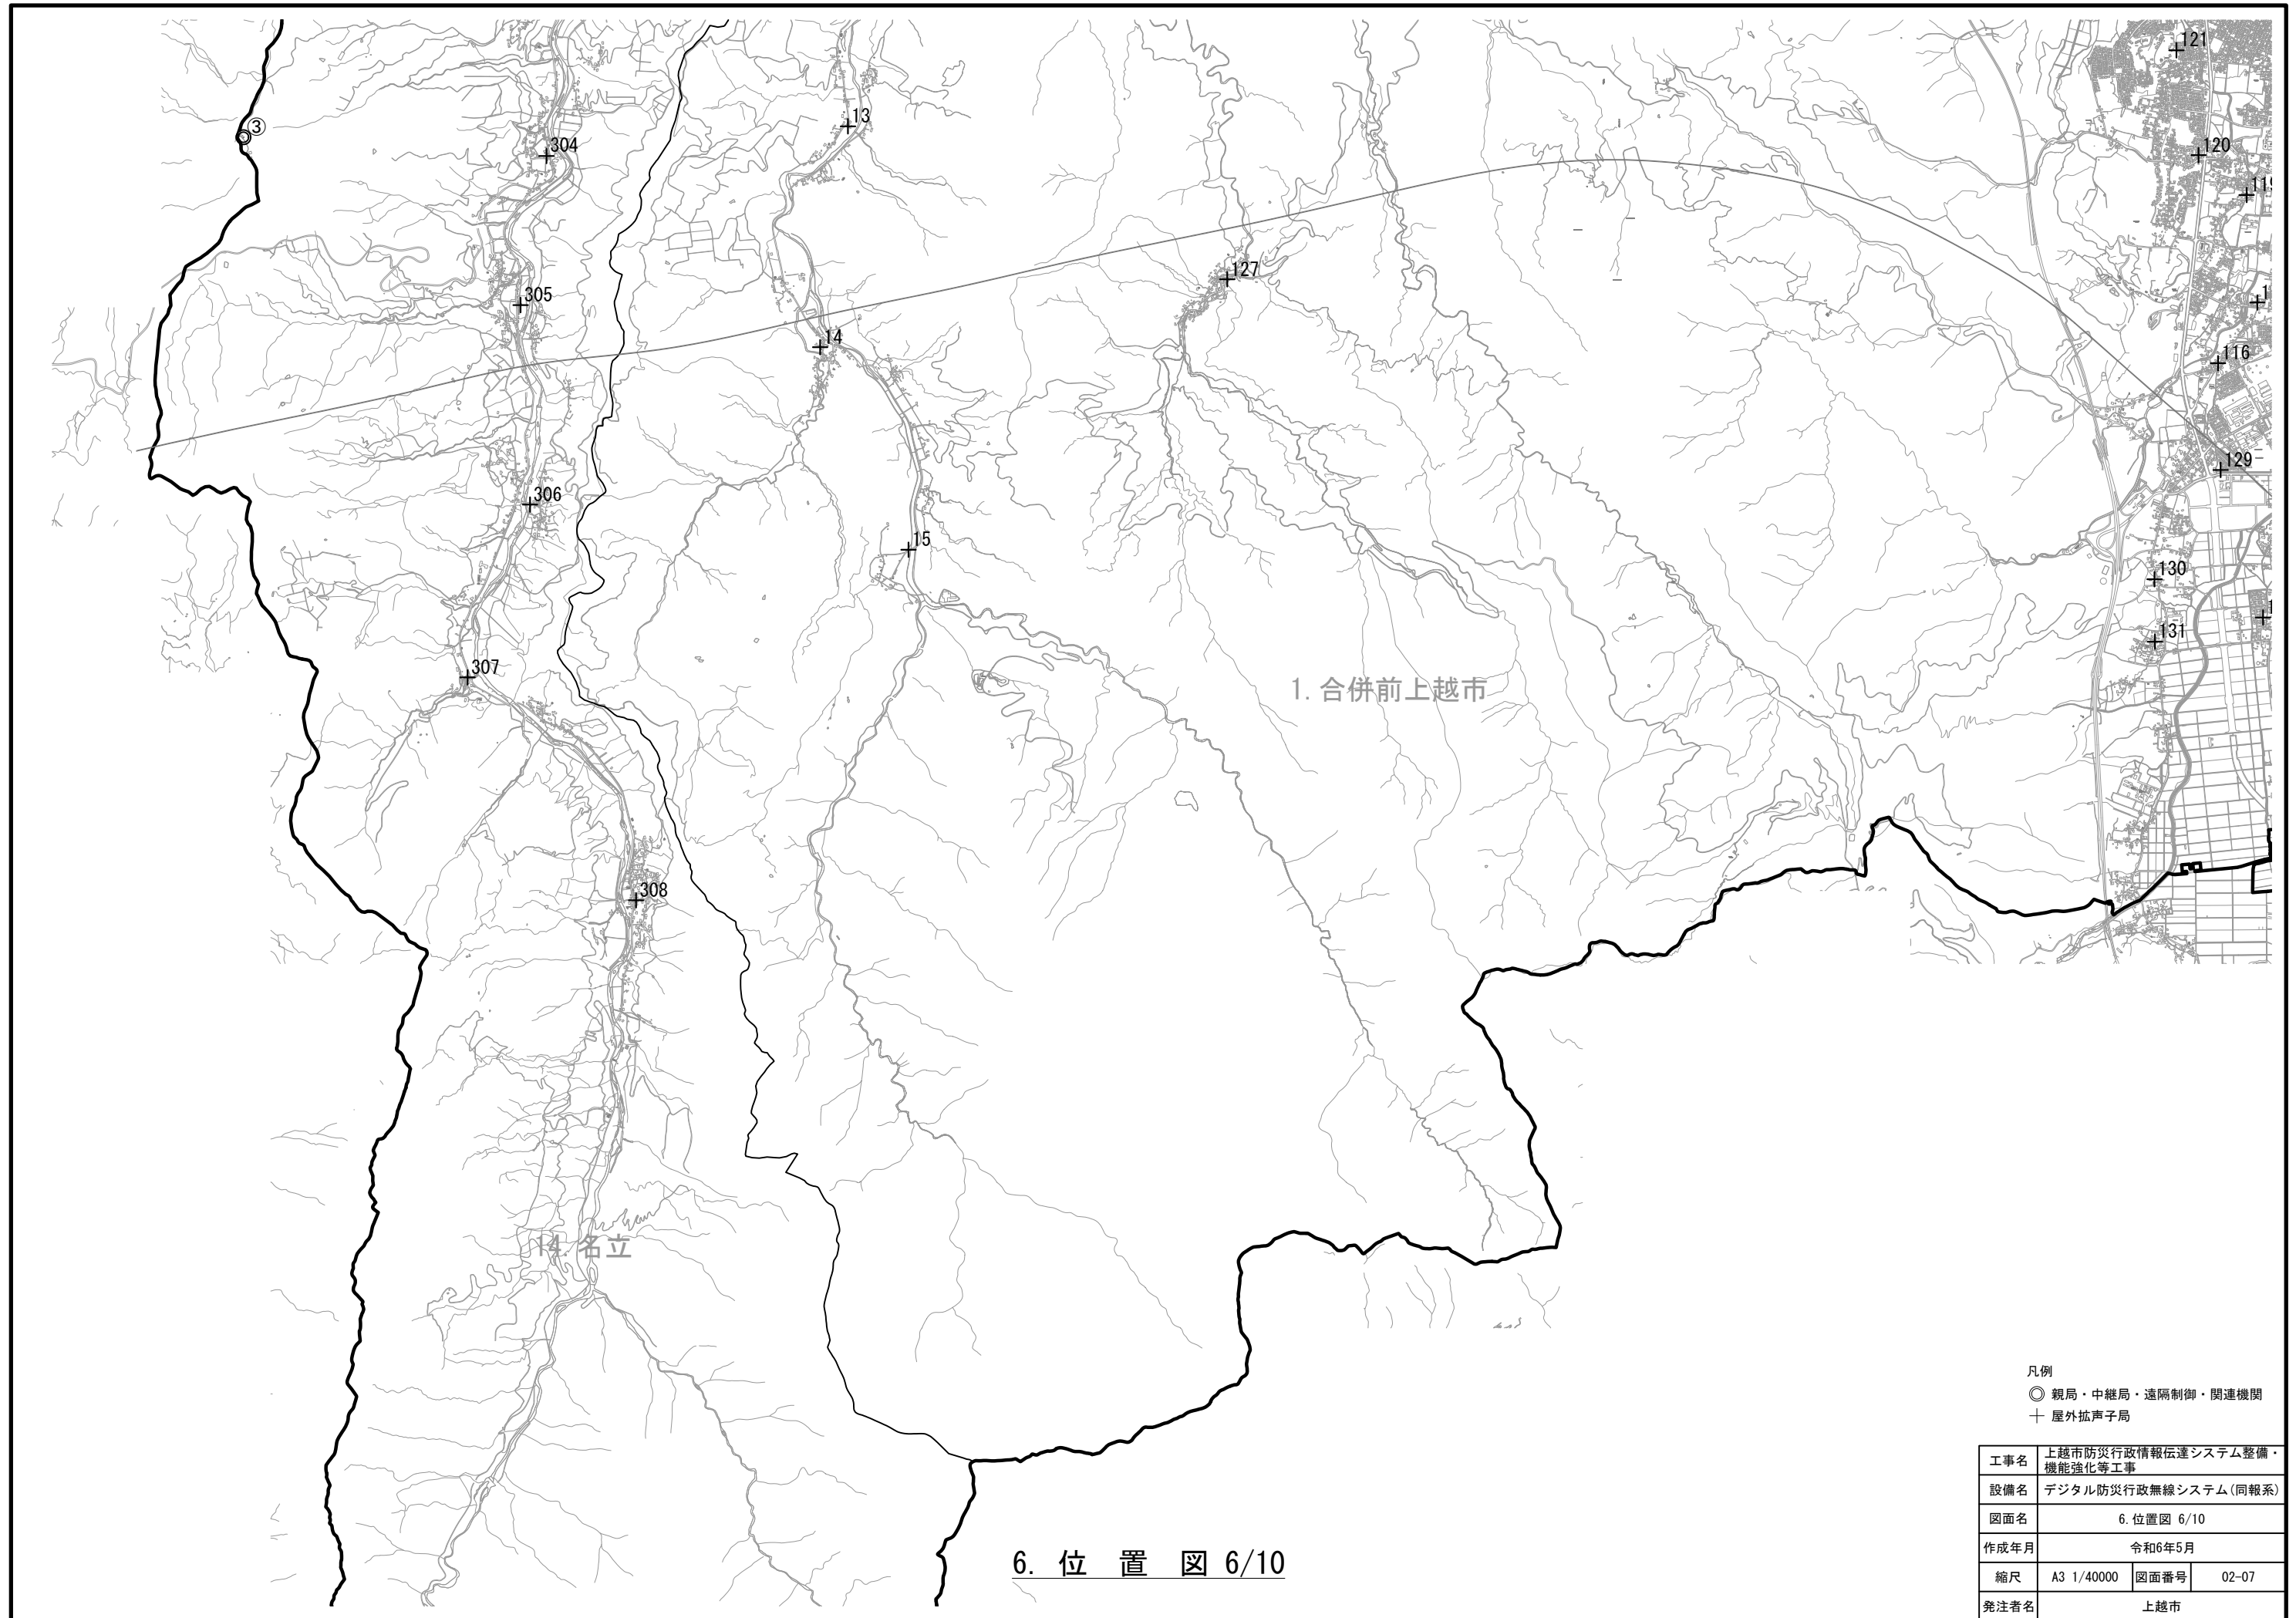 121
③
13
304
120
127
305
14
116
129
306
15
130
131
307
1. 合併前上越市
308
14. 名立
凡例
◎ 親局・中継局・遠隔制御・関連機関
＋ 屋外拡声子局
工事名 上越市防災行政情報伝達システム整備・
機能強化等工事
設備名 デジタル防災行政無線システム(同報系)
図面名 6. 位置図 6/10
作成年月 令和6年5月
縮尺 A3 1/40000 図面番号 02-07
発注者名 上越市
6. 位 置 図 6/10